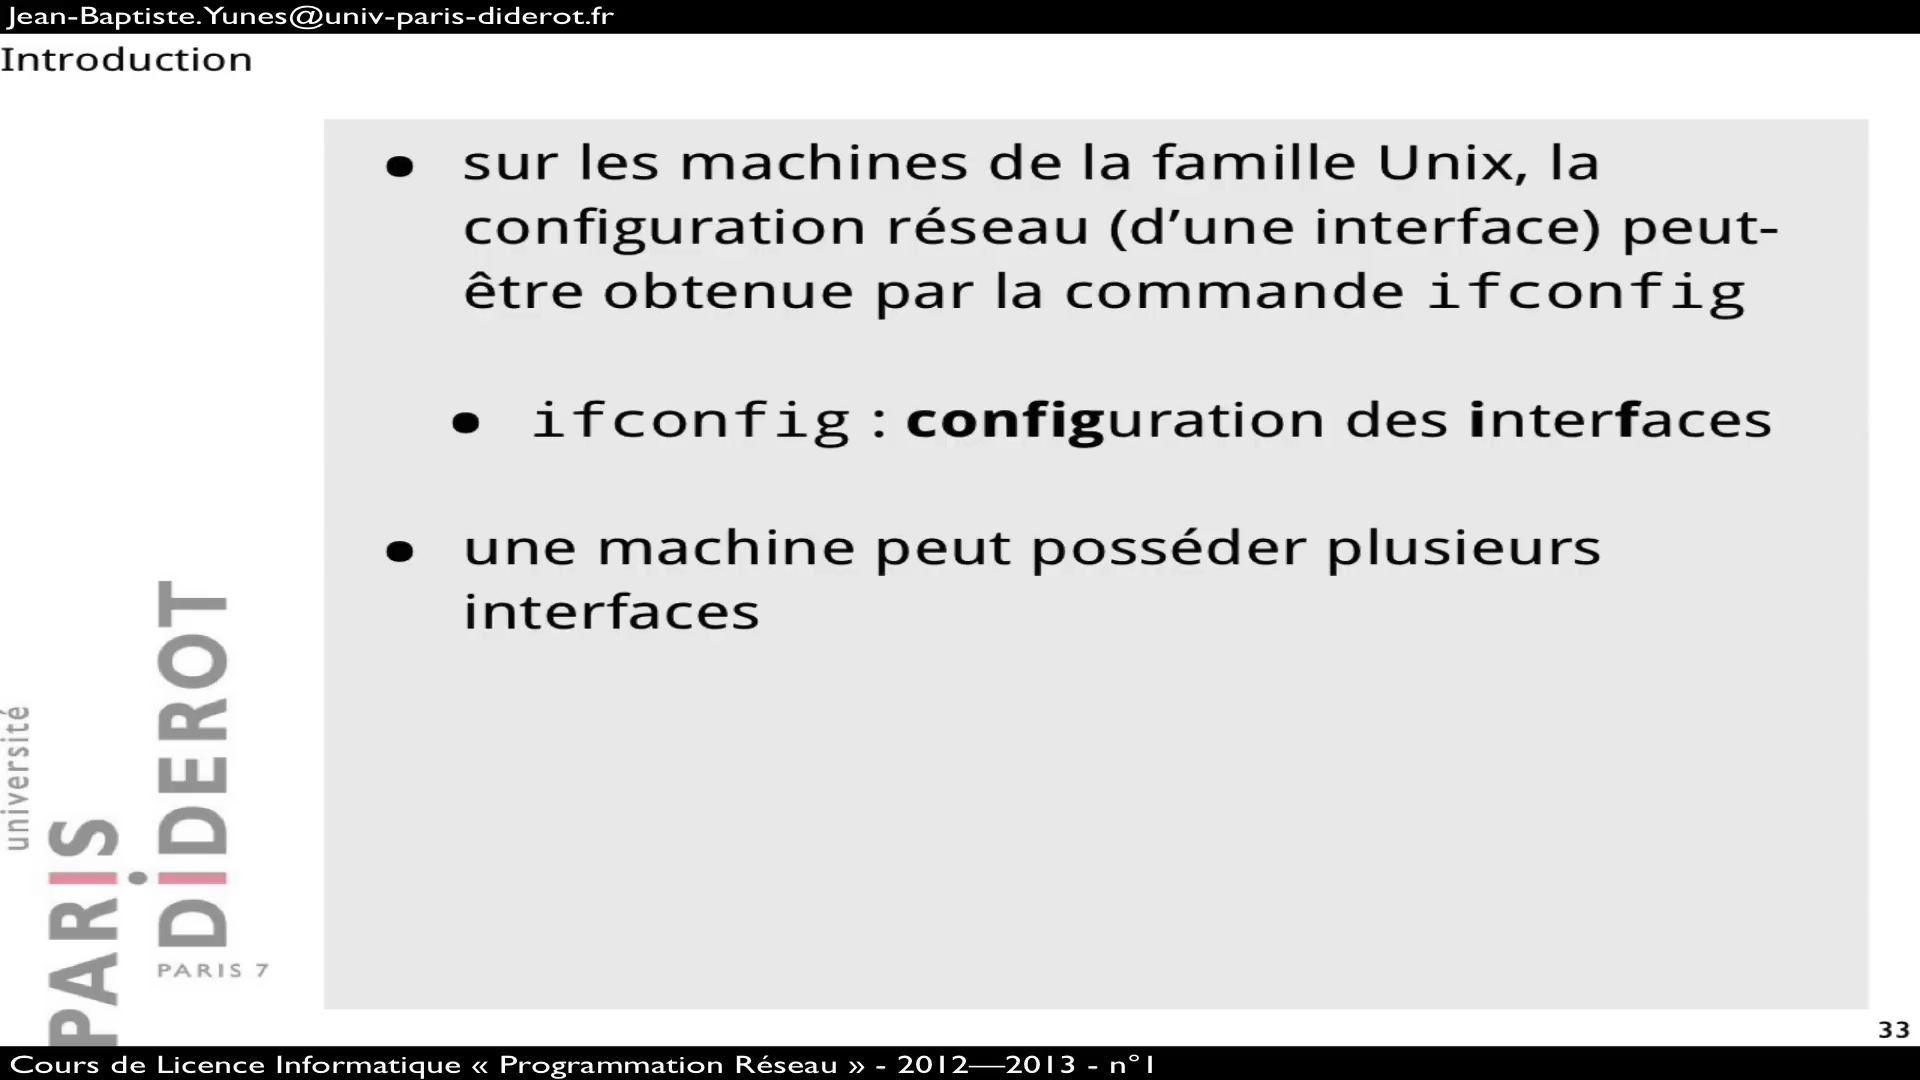 Jean-Baptiste.Yunes@univ-paris-diderot.fr
Introduction
• sur les machines de la famille Unix, la
configuration réseau (d’une interface) peut-
être obtenue par la commande ifconfig
• ifconfig : configuration des interfaces
• une machine peut posséder plusieurs
interfaces
université
PARIS
DIDEROT
PARIS 7
33
Cours de Licence Informatique « Programmation Réseau » - 2012—2013 - n°1